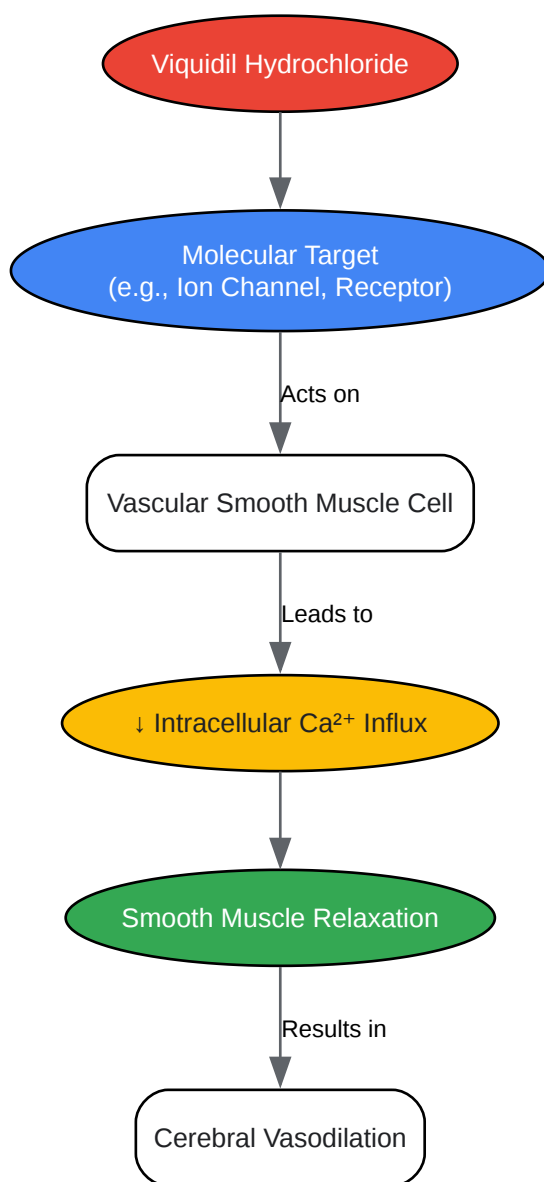 Viquidil Hydrochloride
Molecular Target
(e.g., Ion Channel, Receptor)
Acts on
Vascular Smooth Muscle Cell
Leads to
↓ Intracellular Ca²⁺ Influx
Smooth Muscle Relaxation
Results in
Cerebral Vasodilation